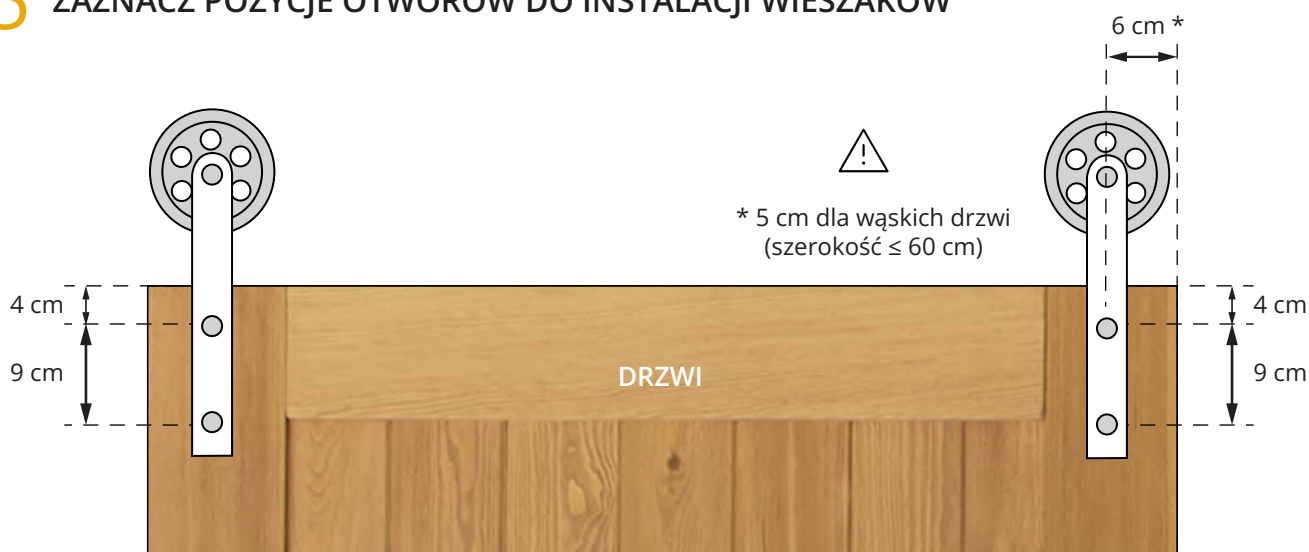 ZAZNACZ POZYCJE OTWORÓW DO INSTALACJI WIESZAKÓW
6 cm *
* 5 cm dla wąskich drzwi
(szerokość ≤ 60 cm)
4 cm
4 cm
9 cm
DRZWI
9 cm